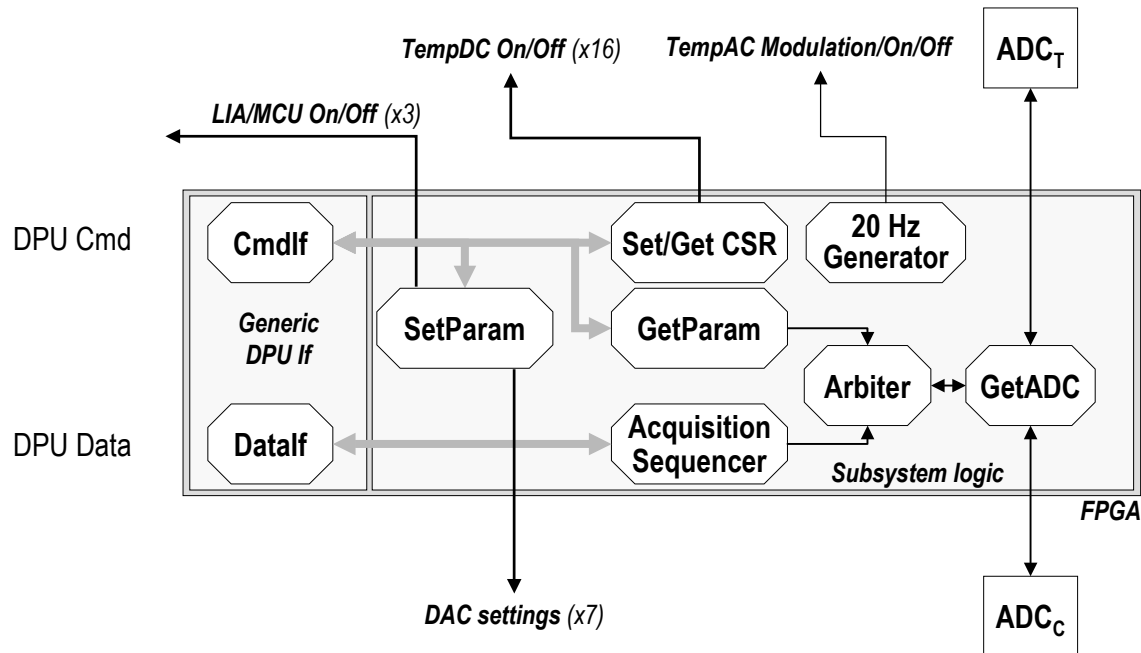 TempDC On/Off (x16)
TempAC Modulation/On/Off
ADC_T
LIA/MCU On/Off (x3)
DPU Cmd
CmdIf
Set/Get CSR
20 Hz
Generator
Generic
DPU If
SetParam
GetParam
Arbiter
GetADC
DPU Data
DataIf
Acquisition
Sequencer
Subsystem logic
FPGA
DAC settings (x7)
ADC_C